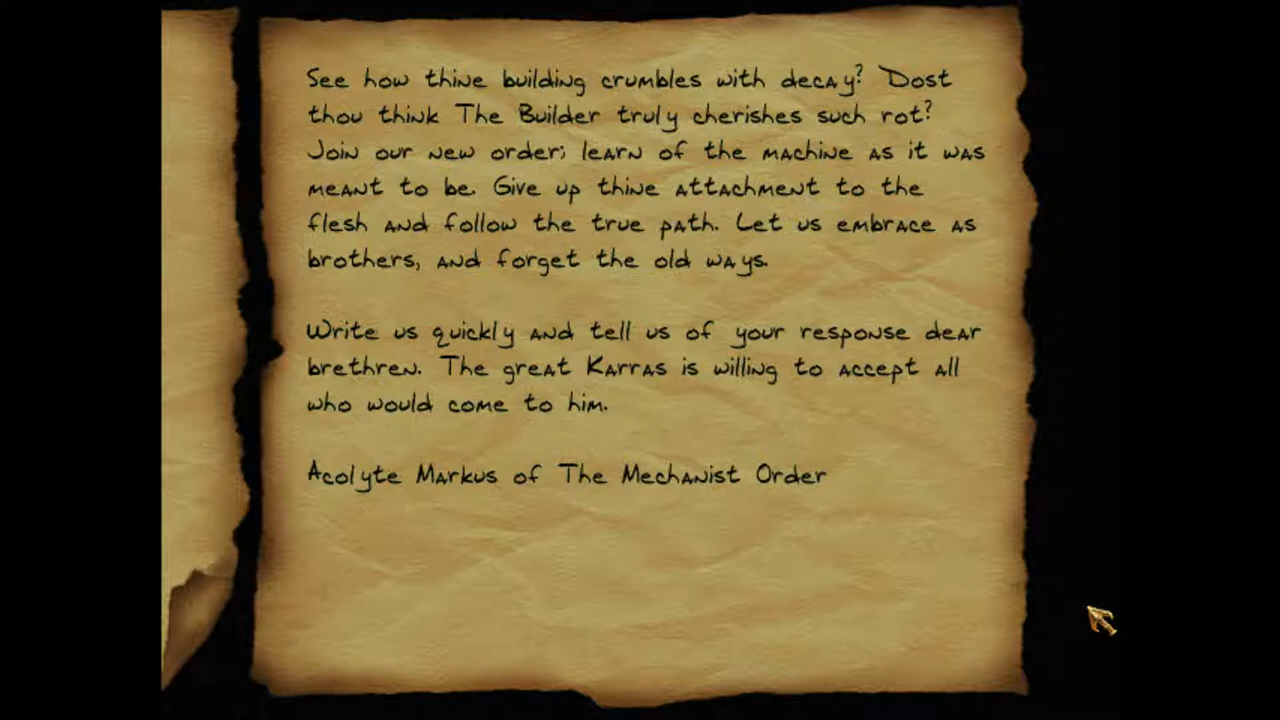 See how thine building crumbles with decay? Dost
thou think The Builder truly cherishes such rot?
Join our new order; learn of the machine as it was
meant to be. Give up thine attachment to the
flesh and follow the true path. Let us embrace as
brothers, and forget the old ways.
Write us quickly and tell us of your response dear
brethren. The great Karras is willing to accept all
who would come to him.
Acolyte Markus of The Mechanist Order